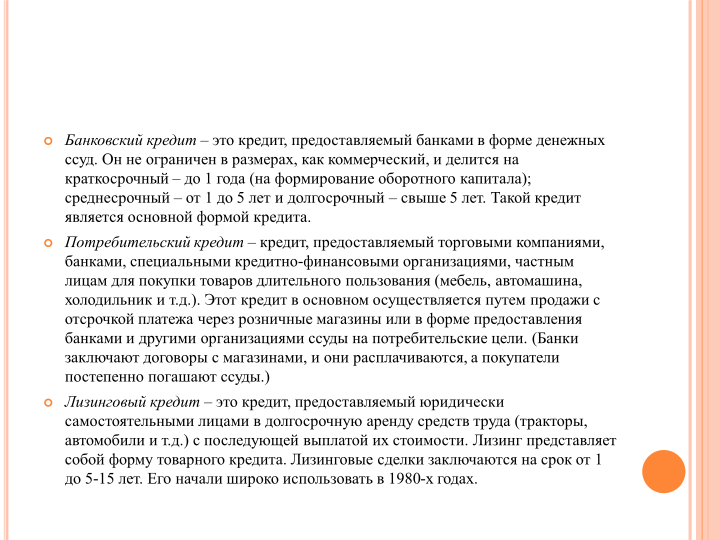 Банковский кредит – это кредит, предоставляемый банками в форме денежных
ссуд. Он не ограничен в размерах, как коммерческий, и делится на
краткосрочный – до 1 года (на формирование оборотного капитала);
среднесрочный – от 1 до 5 лет и долгосрочный – свыше 5 лет. Такой кредит
является основной формой кредита.
Потребительский кредит – кредит, предоставляемый торговыми компаниями,
банками, специальными кредитно-финансовыми организациями, частным
лицам для покупки товаров длительного пользования (мебель, автомашина,
холодильник и т.д.). Этот кредит в основном осуществляется путем продажи с
отсрочкой платежа через розничные магазины или в форме предоставления
банками и другими организациями ссуды на потребительские цели. (Банки
заключают договоры с магазинами, и они расплачиваются, а покупатели
постепенно погашают ссуды.)
Лизинговый кредит – это кредит, предоставляемый юридически
самостоятельными лицами в долгосрочную аренду средств труда (тракторы,
автомобили и т.д.) с последующей выплатой их стоимости. Лизинг представляет
собой форму товарного кредита. Лизинговые сделки заключаются на срок от 1
до 5-15 лет. Его начали широко использовать в 1980-х годах.